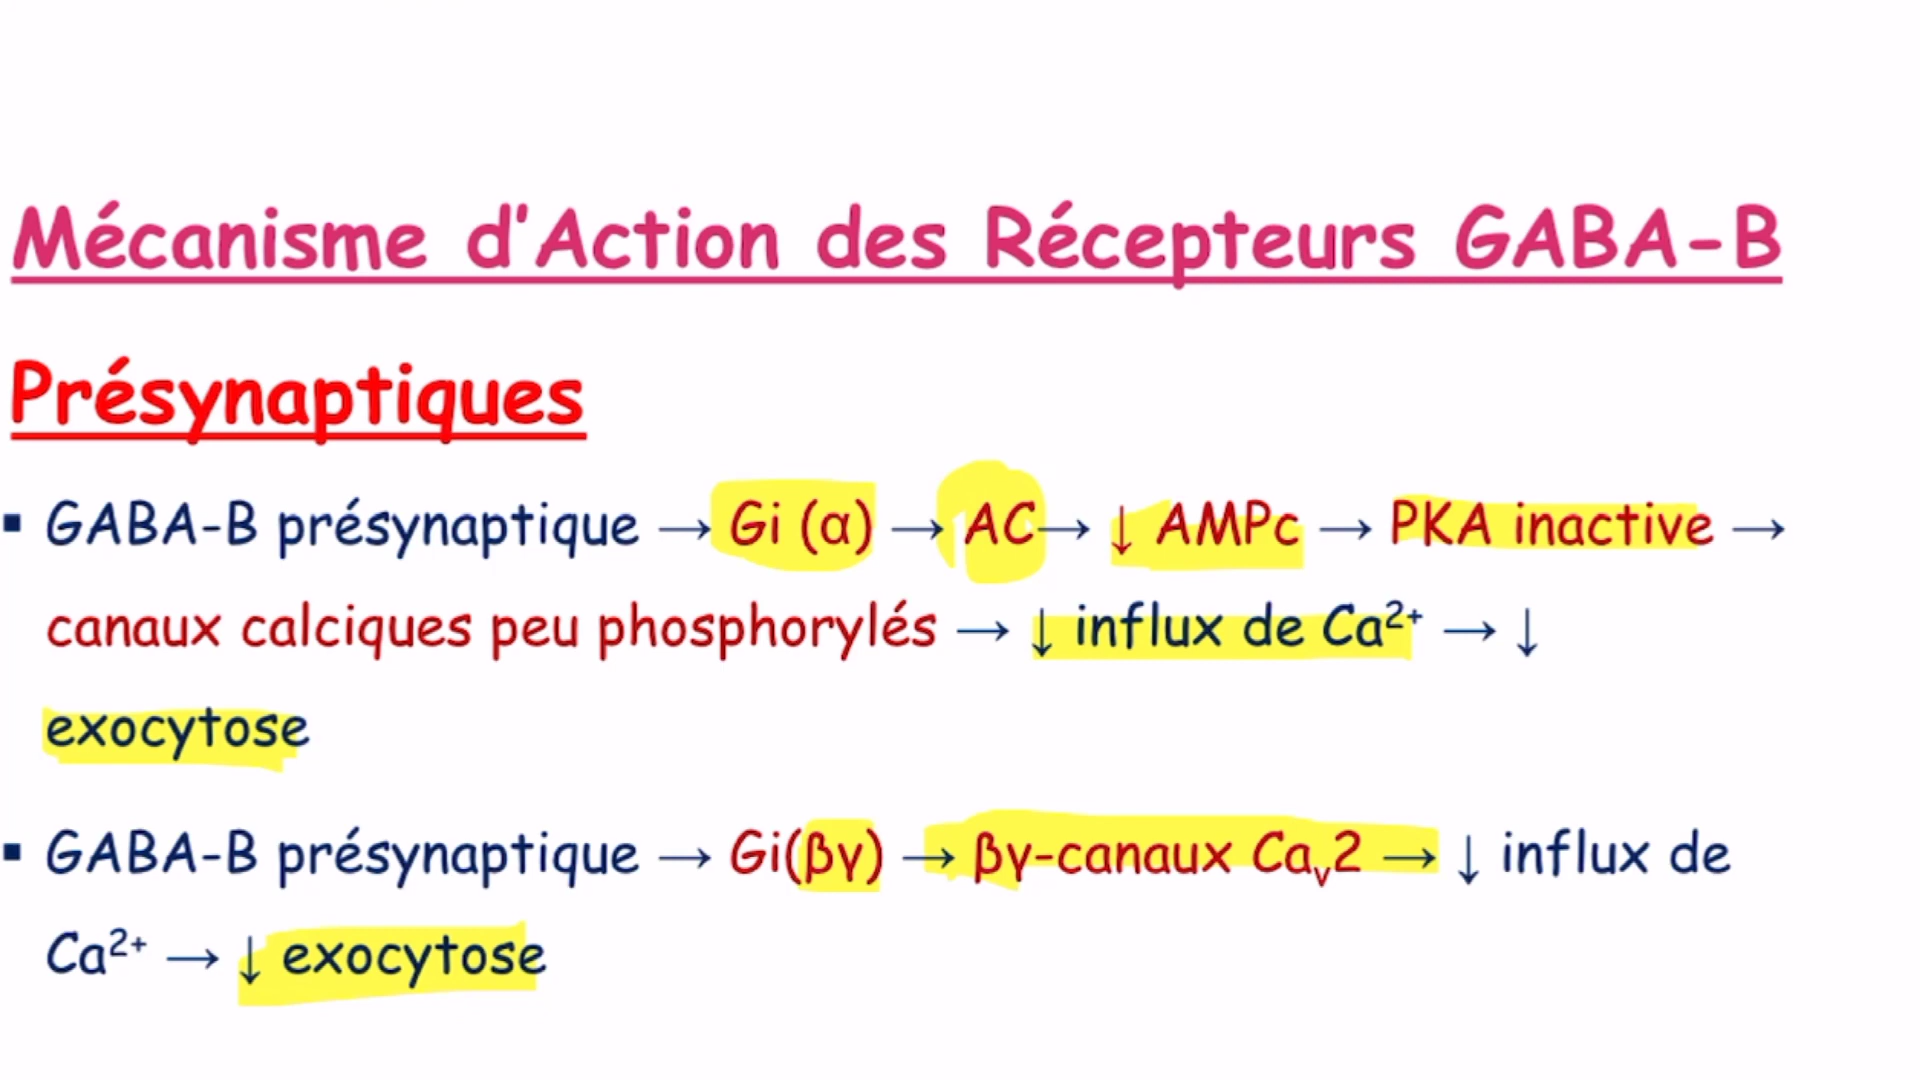 Mécanisme d'Action des Récepteurs GABA-B
Présynaptiques
▪ GABA-B présynaptique → Gi (α) → AC→ ↓ AMPc → PKA inactive →
canaux calciques peu phosphorylés → ↓ influx de Ca²⁺ → ↓
exocytose
▪ GABA-B présynaptique → Gi(βγ) → βγ-canaux Caᵥ2 → ↓ influx de
Ca²⁺ → ↓ exocytose